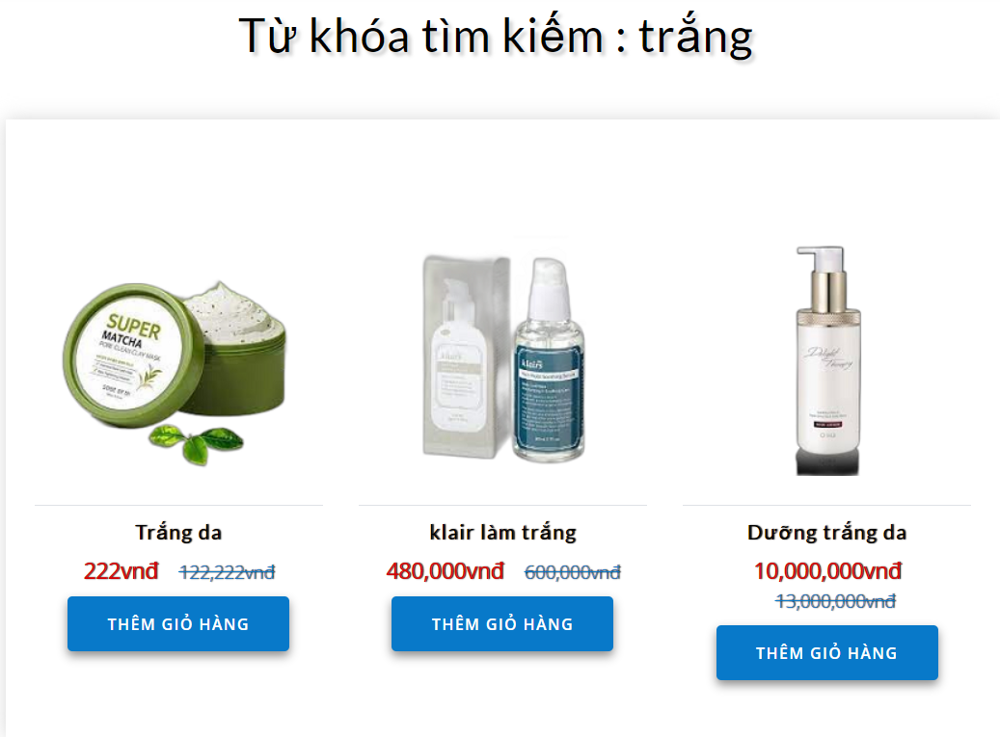 Từ khóa tìm kiếm : trắng
SUPER
MATCHA
PORE CLEAN CLAY MASK
klairs
klairs
Delight
Therapy
Trắng da
klair làm trắng
Dưỡng trắng da
222vnđ 122,222vnđ
480,000vnđ 600,000vnđ
10,000,000vnđ
13,000,000vnđ
THÊM GIỎ HÀNG
THÊM GIỎ HÀNG
THÊM GIỎ HÀNG